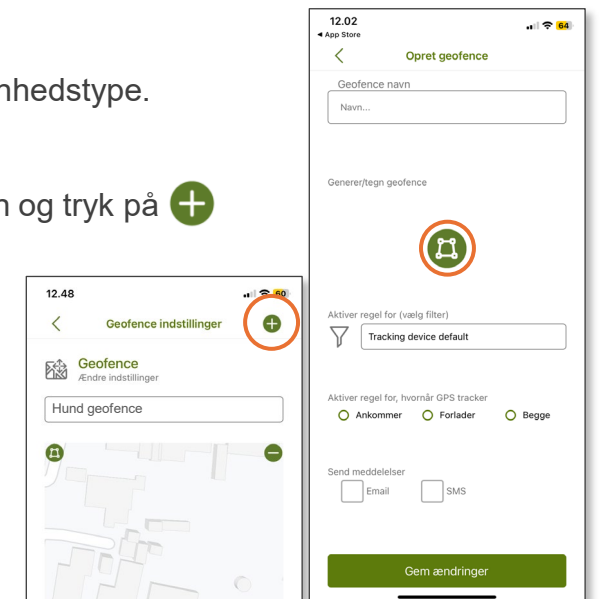 nhedstype.
n og tryk på
12.48
60
Geofence indstillinger
Geofence
Ændre indstillinger
Hund geofence
12.02
64
App Store
Opret geofence
Geofence navn
Navn...
Generer/tegn geofence
Aktiver regel for (vælg filter)
Tracking device default
Aktiver regel for, hvornår GPS tracker
Ankommer Forlader Begge
Send meddelelser
Email SMS
Gem ændringer